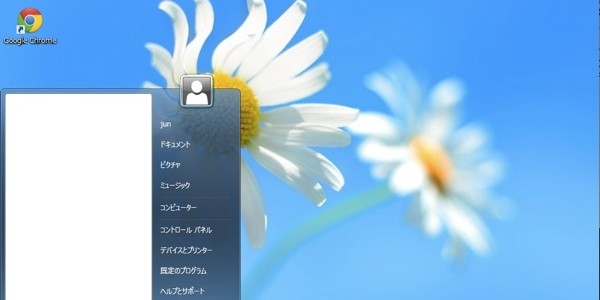 Google Chrome
jun
ドキュメント
ピクチャ
ミュージック
コンピューター
コントロール パネル
デバイスとプリンター
既定のプログラム
ヘルプとサポート